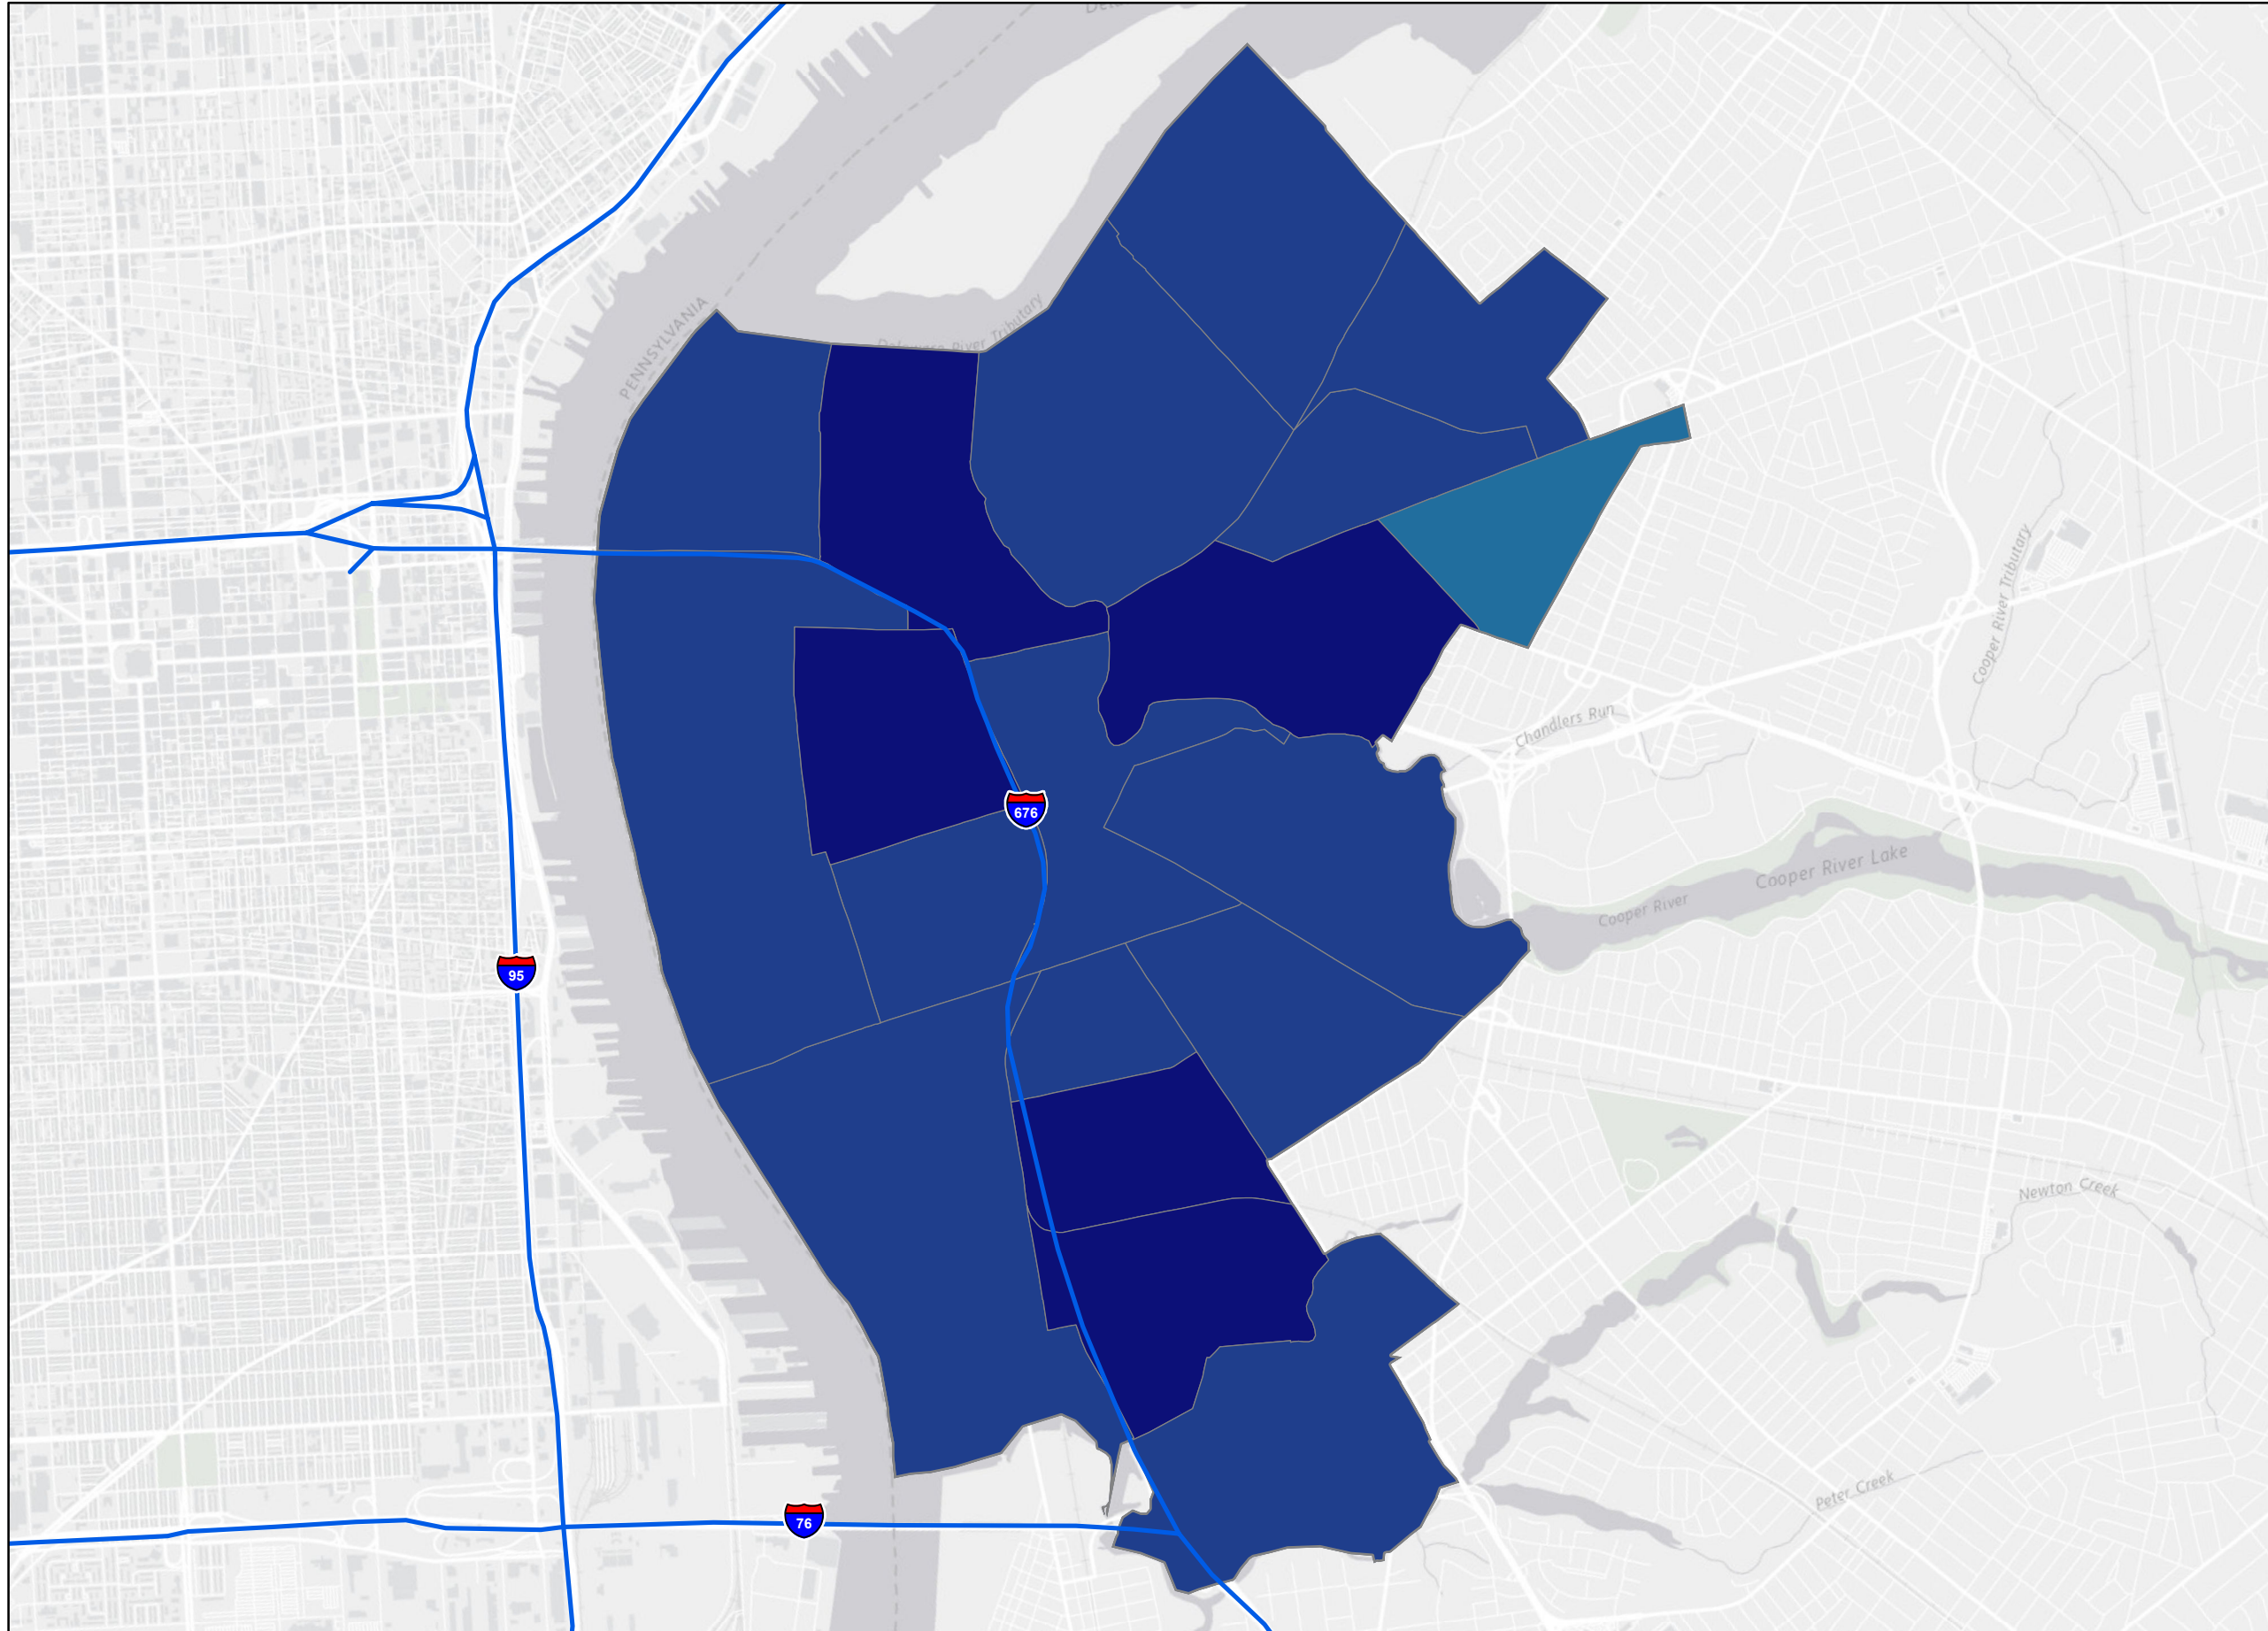 PENNSYLVANIA
Delaware River Tributary
Cooper River Tributary
Chandlers Run
676
Cooper River Lake
Cooper River
95
Newton Creek
Peter Creek
76